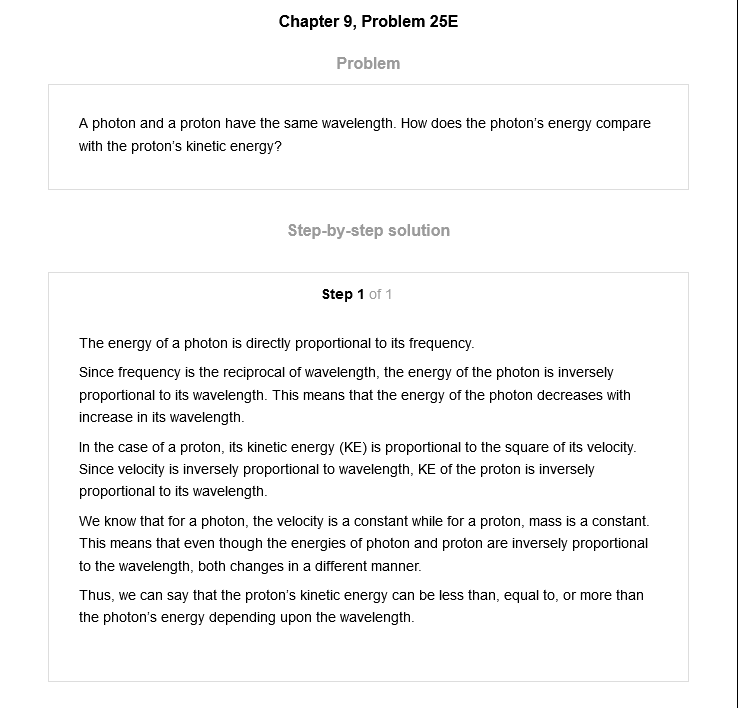 Chapter 9, Problem 25E
Problem
A photon and a proton have the same wavelength. How does the photon's energy compare
with the proton's kinetic energy?
Step-by-step solution
Step 1 of 1
The energy of a photon is directly proportional to its frequency.
Since frequency is the reciprocal of wavelength, the energy of the photon is inversely
proportional to its wavelength. This means that the energy of the photon decreases with
increase in its wavelength.
In the case of a proton, its kinetic energy (KE) is proportional to the square of its velocity.
Since velocity is inversely proportional to wavelength, KE of the proton is inversely
proportional to its wavelength.
We know that for a photon, the velocity is a constant while for a proton, mass is a constant.
This means that even though the energies of photon and proton are inversely proportional
to the wavelength, both changes in a different manner.
Thus, we can say that the proton's kinetic energy can be less than, equal to, or more than
the photon's energy depending upon the wavelength.